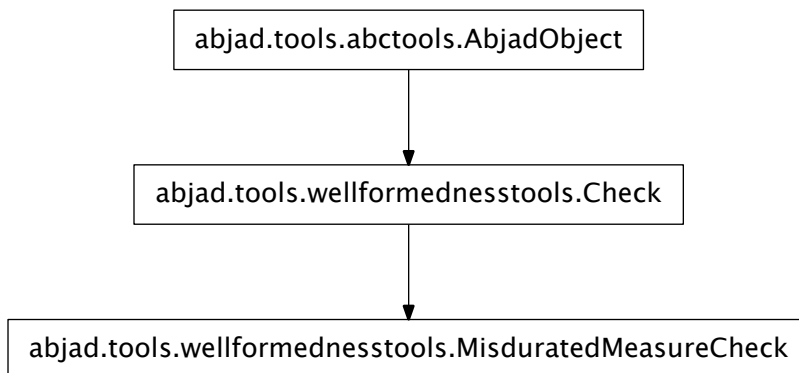 abjad.tools.abctools.AbjadObject
abjad.tools.wellformednesstools.Check
abjad.tools.wellformednesstools.MisduratedMeasureCheck